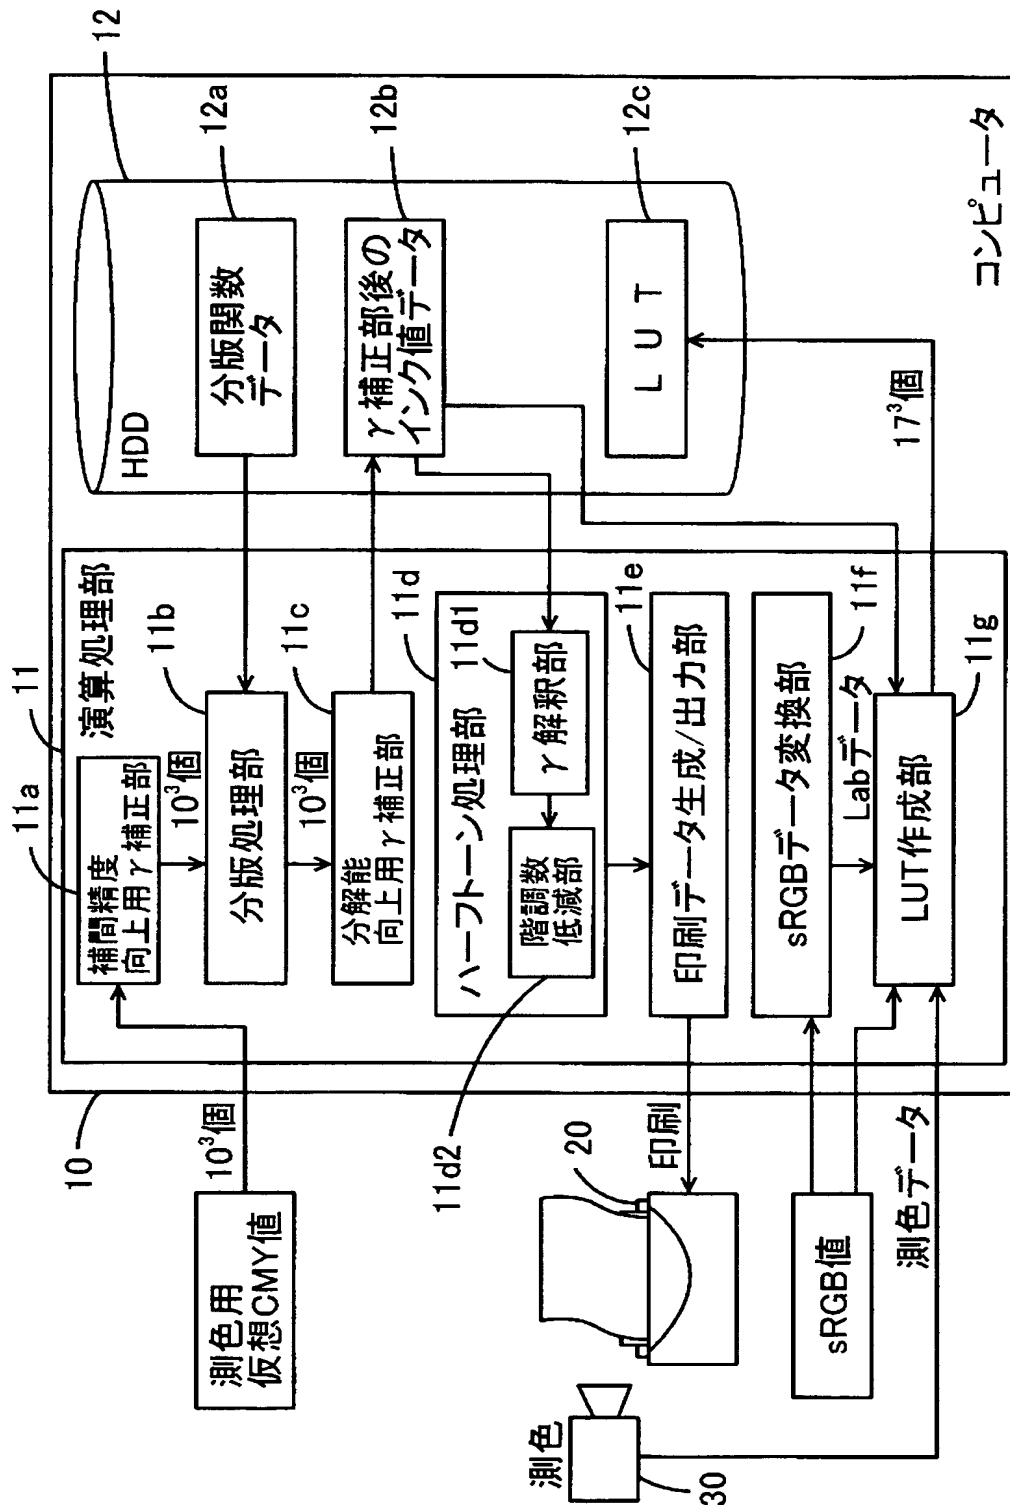 10
10³個
測色用
仮想CMY値
11
演算処理部
11a
補間精度
向上用γ補正部
10³個
11b
分版処理部
10³個
11c
分解能
向上用γ補正部
11d
ハーフトーン処理部
11d1
γ解釈部
階調数
低減部
11d2
11e
印刷データ生成/出力部
11f
sRGBデータ変換部
Labデータ
11g
LUT作成部
12
HDD
12a
分版関数
データ
12b
γ補正部後の
インク値データ
12c
LUT
17³個
コンピュータ
印刷
20
測色
30
sRGB値
測色データ